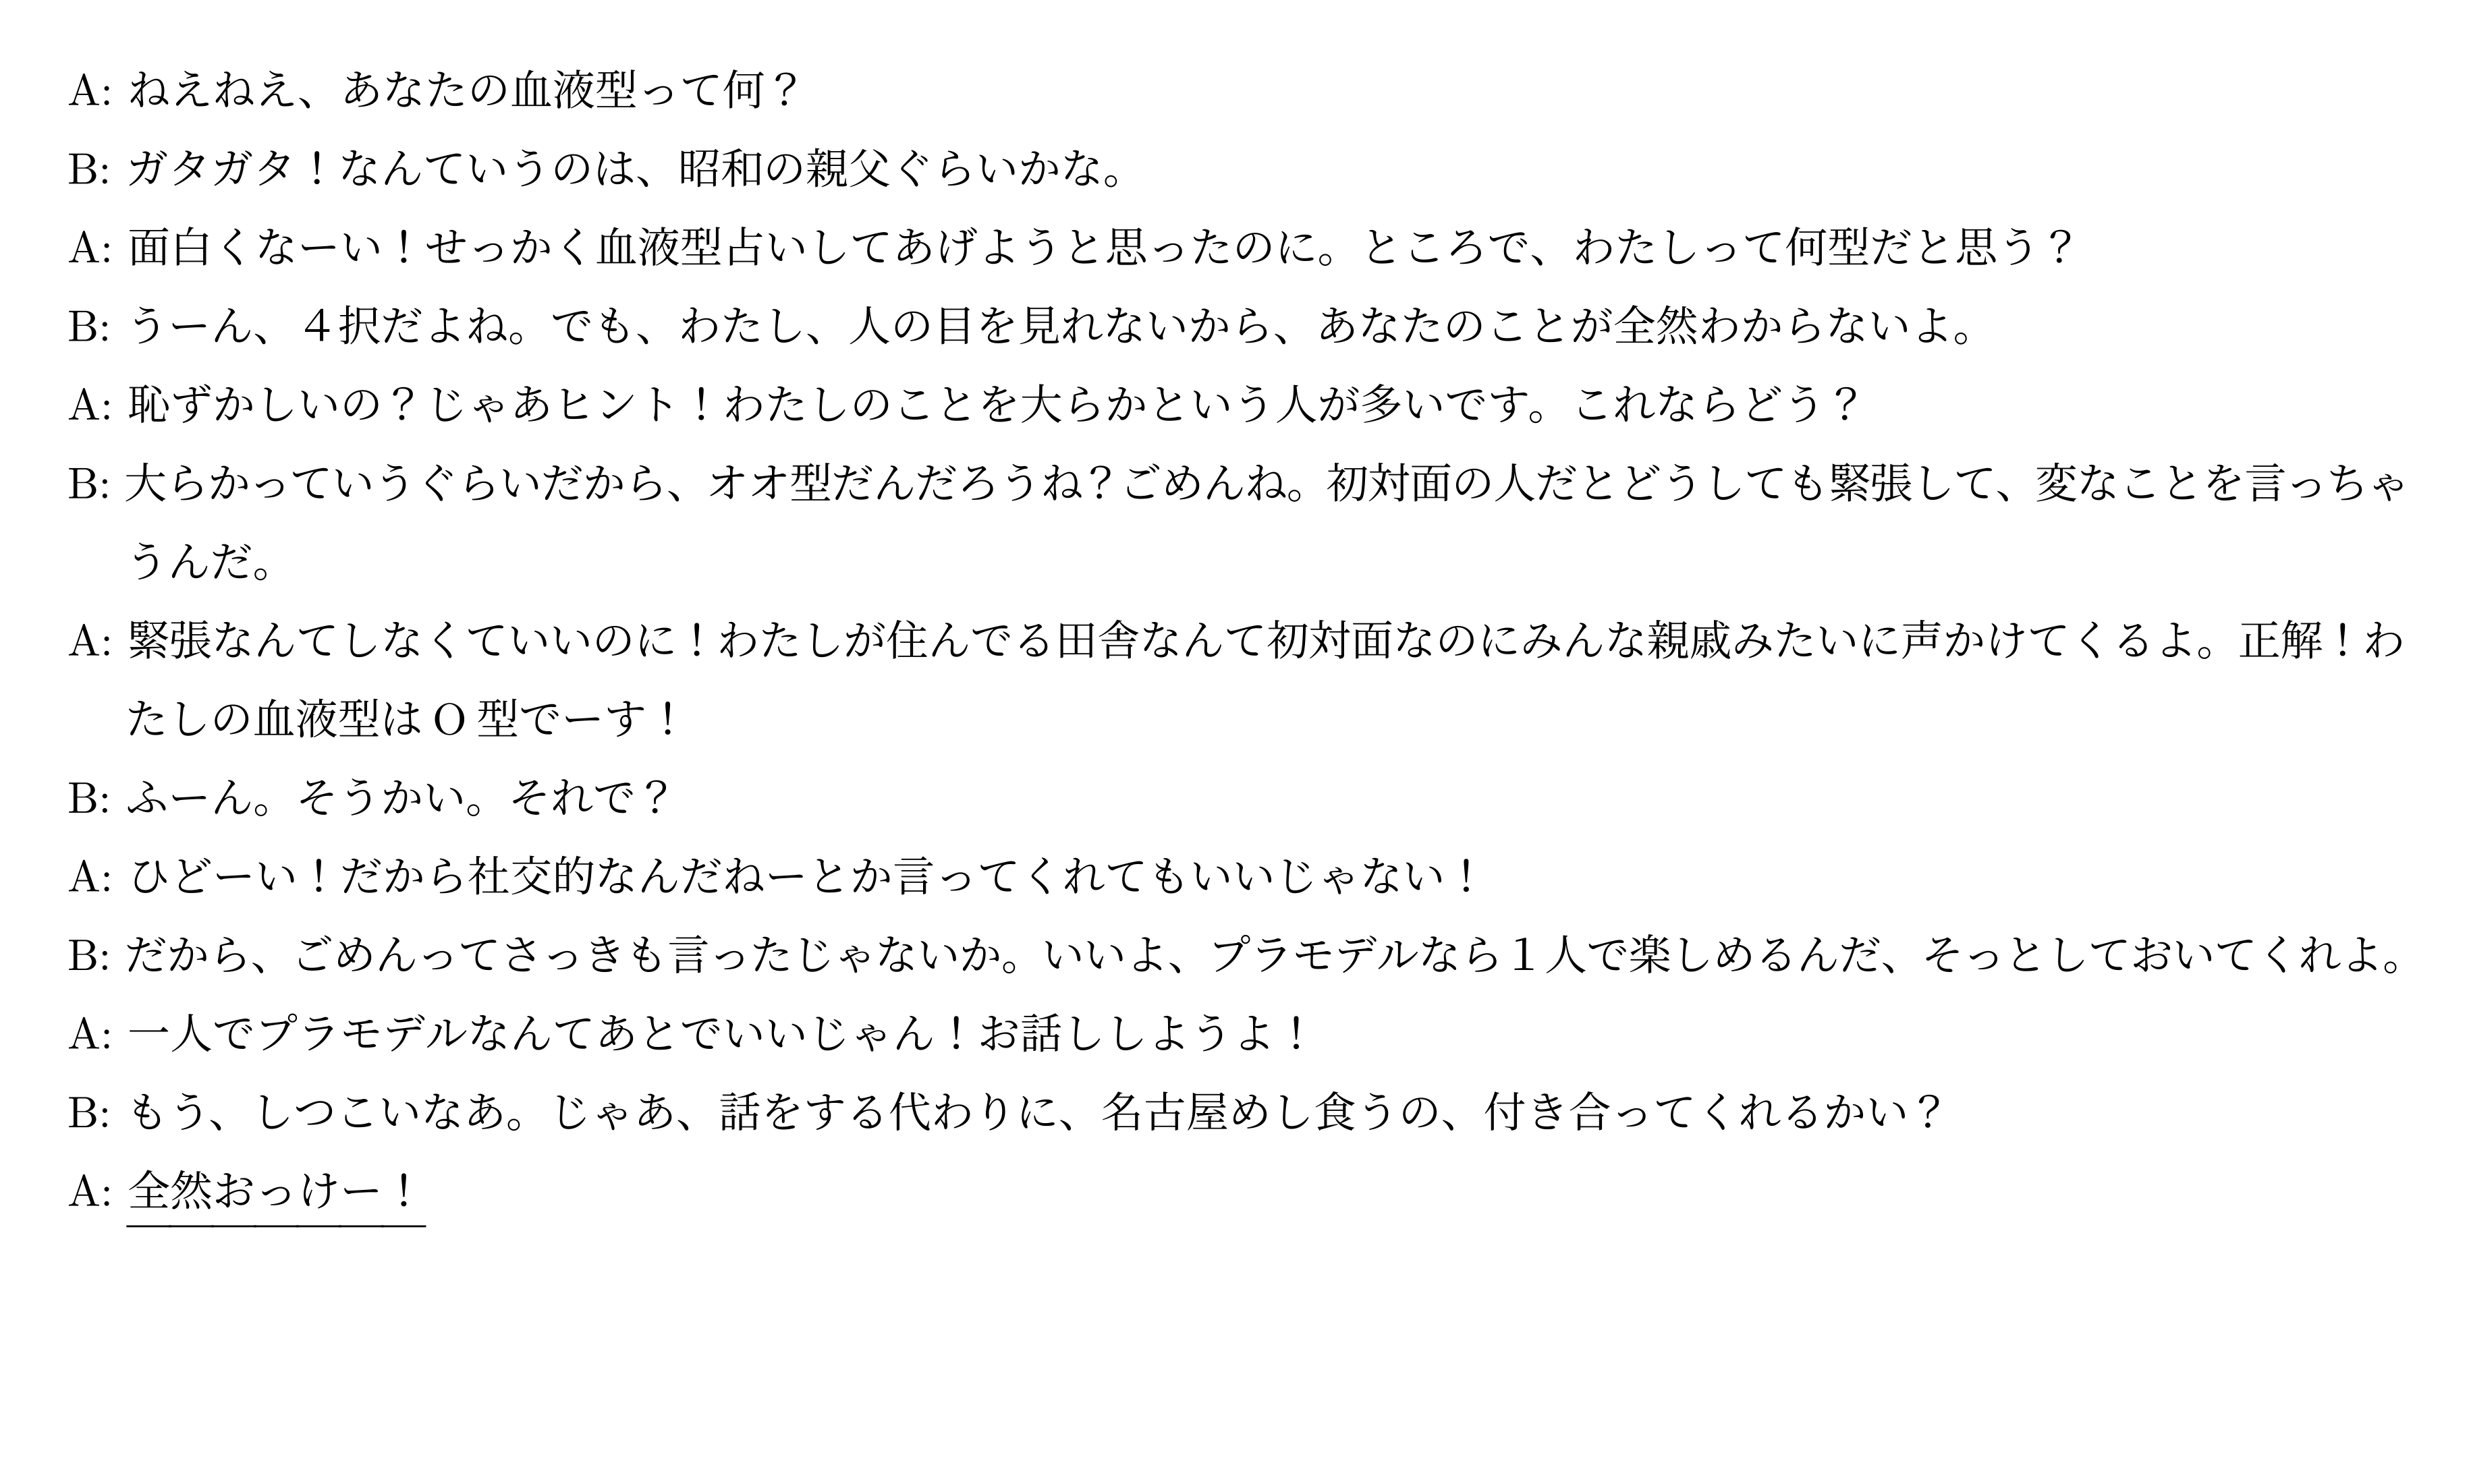 A: ねえねえ、あなたの血液型って何？
B: ガタガタ！なんていうのは、昭和の親父ぐらいかな。
A: 面白くなーい！せっかく血液型占いしてあげようと思ったのに。ところで、わたしって何型だと思う？
B: うーん、４択だよね。でも、わたし、人の目を見れないから、あなたのことが全然わからないよ。
A: 恥ずかしいの？じゃあヒント！わたしのことを大らかという人が多いです。これならどう？
B: 大らかっていうぐらいだから、オオ型だんだろうね？ごめんね。初対面の人だとどうしても緊張して、変なことを言っちゃ
うんだ。
A: 緊張なんてしなくていいのに！わたしが住んでる田舎なんて初対面なのにみんな親戚みたいに声かけてくるよ。正解！わ
たしの血液型は O 型でーす！
B: ふーん。そうかい。それで？
A: ひどーい！だから社交的なんだねーとか言ってくれてもいいじゃない！
B: だから、ごめんってさっきも言ったじゃないか。いいよ、プラモデルなら１人で楽しめるんだ、そっとしておいてくれよ。
A: 一人でプラモデルなんてあとでいいじゃん！お話ししようよ！
B: もう、しつこいなあ。じゃあ、話をする代わりに、名古屋めし食うの、付き合ってくれるかい？
A: 全然おっけー！